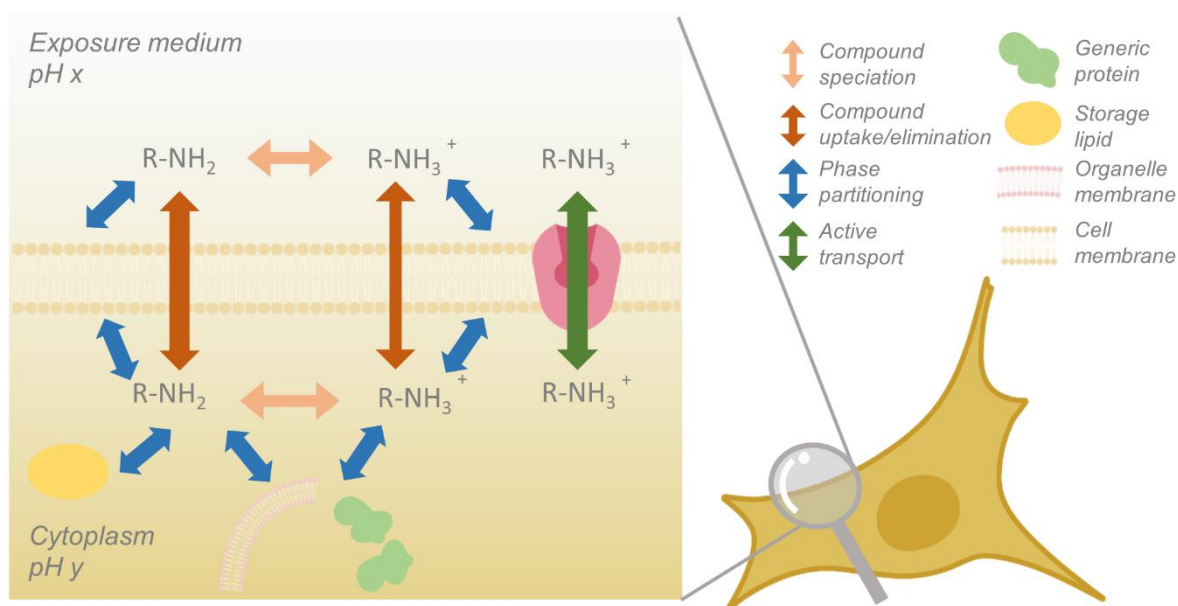 Exposure medium
pH x
R-NH₂
R-NH₃⁺
R-NH₃⁺
R-NH₂
R-NH₃⁺
R-NH₃⁺
Cytoplasm
pH y
Compound
speciation
Compound
uptake/elimination
Phase
partitioning
Active
transport
Generic
protein
Storage
lipid
Organelle
membrane
Cell
membrane